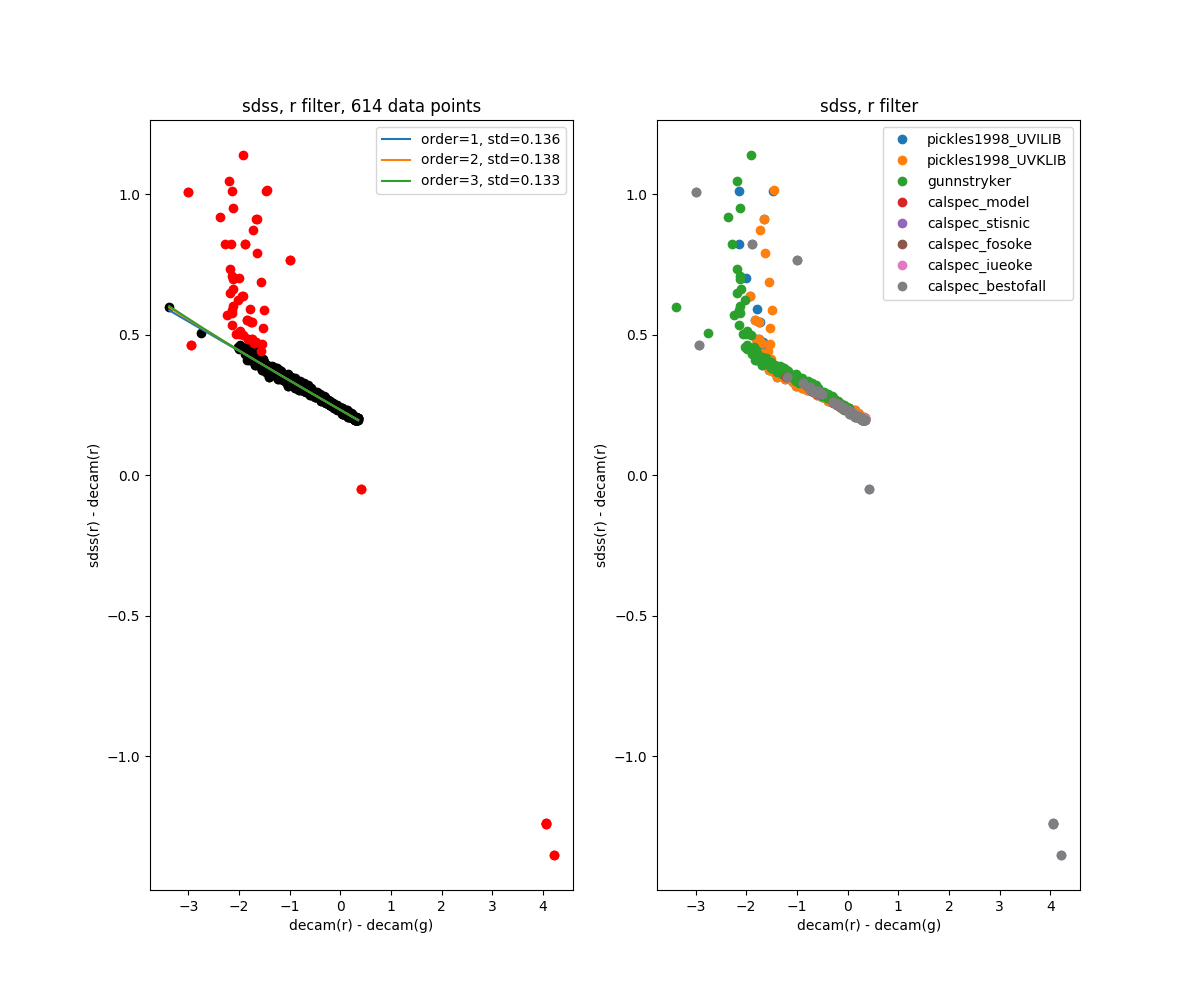 sdss, r filter, 614 data points
order=1, std=0.136
order=2, std=0.138
order=3, std=0.133
1.0
0.5
0.0
−0.5
−1.0
sdss(r) - decam(r)
−3 −2 −1 0 1 2 3 4
decam(r) - decam(g)
sdss, r filter
pickles1998_UVILIB
pickles1998_UVKLIB
gunnstryker
calspec_model
calspec_stisnic
calspec_fosoke
calspec_iueoke
calspec_bestofall
1.0
0.5
0.0
−0.5
−1.0
sdss(r) - decam(r)
−3 −2 −1 0 1 2 3 4
decam(r) - decam(g)